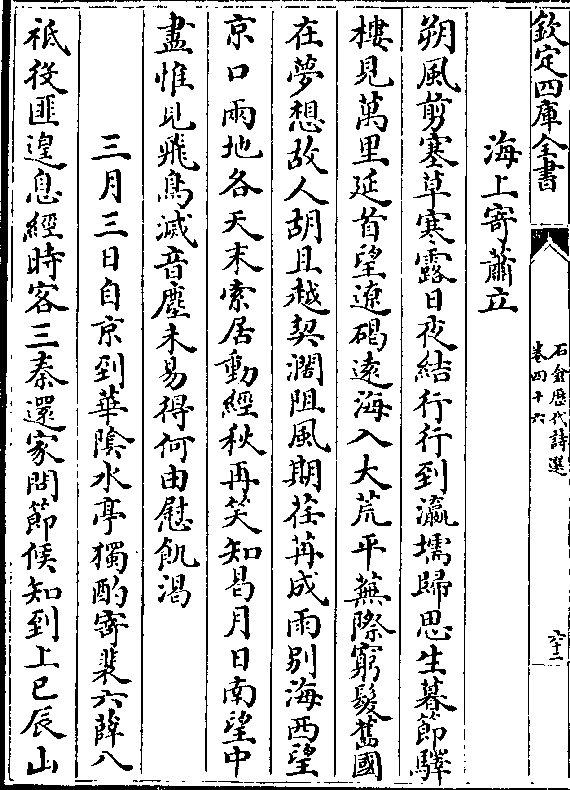 欽定四庫全書
石倉歷代詩選
卷四十六
六十二
海上寄蕭立
朔風剪塞草寒露日夜結行行到瀛壖歸思生暮節驛
樓見萬里延首望遼碣遠海入大荒平蕪際窮髮舊國
在夢想故人胡且越契濶阻風期荏苒成雨别海西望
京口兩地各天末索居動經秋再笑知曷月日南望中
盡惟見飛鳥滅音塵未易得何由慰飢渴
三月三日自京到華陰水亭獨酌寄裴六薛八
祗役匪遑息經時客三秦還家問節候知到上巳辰山